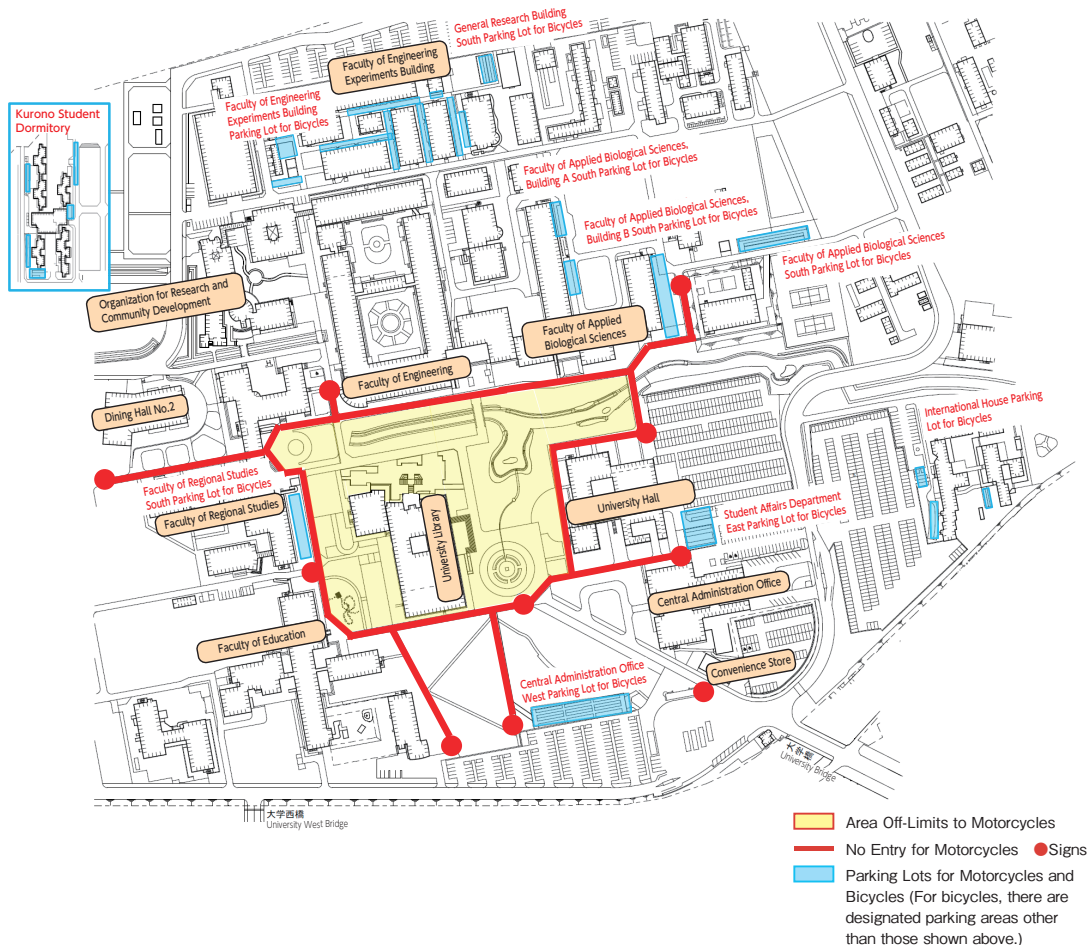 General Research Building
South Parking Lot for Bicycles
Faculty of Engineering
Experiments Building
Kurono Student
Dormitory
Faculty of Engineering
Experiments Building
Parking Lot for Bicycles
Faculty of Applied Biological Sciences,
Building A South Parking Lot for Bicycles
Faculty of Applied Biological Sciences,
Building B South Parking Lot for Bicycles
Faculty of Applied Biological Sciences
South Parking Lot for Bicycles
Organization for Research and
Community Development
Faculty of Applied
Biological Sciences
Faculty of Engineering
Dining Hall No.2
International House Parking
Lot for Bicycles
Faculty of Regional Studies
South Parking Lot for Bicycles
Faculty of Regional Studies
University Library
University Hall
Student Affairs Department
East Parking Lot for Bicycles
Central Administration Office
Faculty of Education
Convenience Store
Central Administration Office
West Parking Lot for Bicycles
大学橋
University Bridge
大学西橋
University West Bridge
Area Off-Limits to Motorcycles
No Entry for Motorcycles Signs
Parking Lots for Motorcycles and
Bicycles (For bicycles, there are
designated parking areas other
than those shown above.)